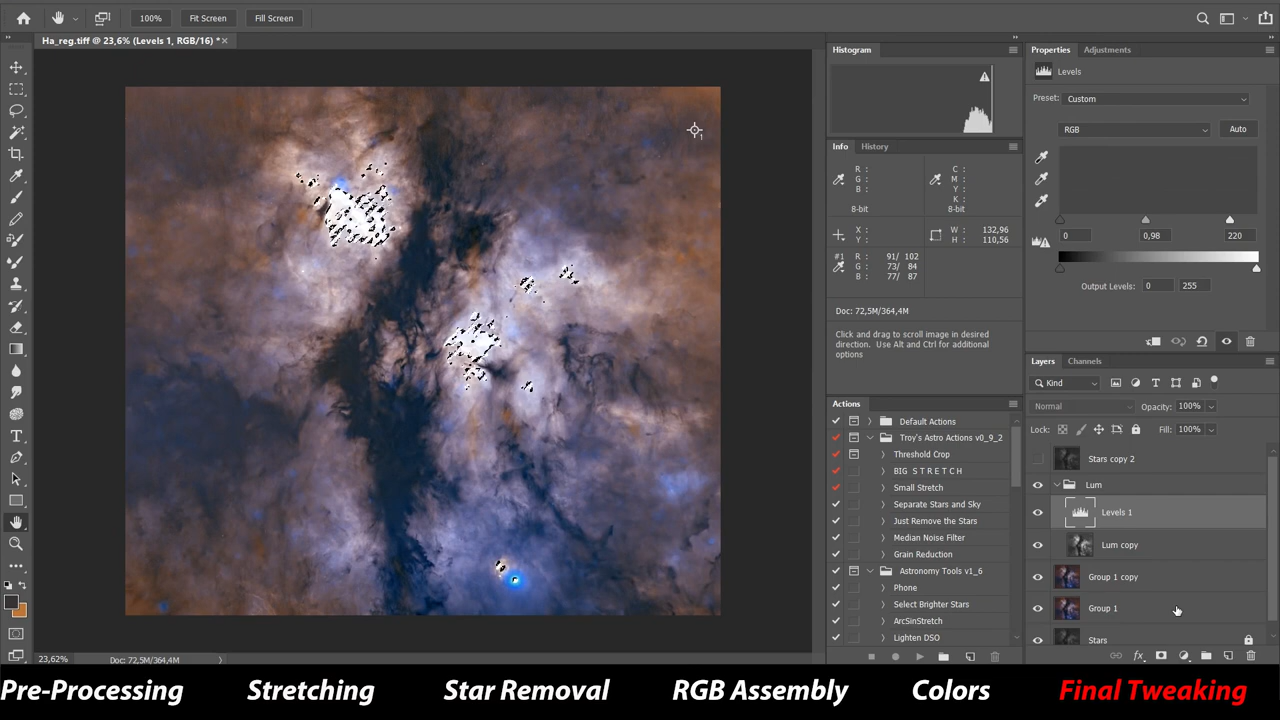 100%
Fit Screen
Fill Screen
Ha_reg.tiff @ 23,6% (Levels 1, RGB/16) *
Histogram
Info
History
R :
G :
B :
8-bit
C :
M :
Y :
K :
8-bit
X :
Y :
W : 132,96
H : 110,56
#1 R : 91/ 102
G : 73/ 84
B : 77/ 87
Doc: 72,5M/364,4M
Click and drag to scroll image in desired
direction. Use Alt and Ctrl for additional
options
Actions
Default Actions
Troy's Astro Actions v0_9_2
Threshold Crop
BIG S T R E T C H
Small Stretch
Separate Stars and Sky
Just Remove the Stars
Median Noise Filter
Grain Reduction
Astronomy Tools v1_6
Phone
Select Brighter Stars
ArcSinStretch
Lighten DSO
Properties
Adjustments
Levels
Preset: Custom
RGB
Auto
0
0,98
220
Output Levels: 0 255
Layers
Channels
Kind
Normal
Opacity: 100%
Lock:
Fill: 100%
Stars copy 2
Lum
Levels 1
Lum copy
Group 1 copy
Group 1
Stars
1
23,62%
Doc: 72,5M/364,4M
Pre-Processing
Stretching
Star Removal
RGB Assembly
Colors
Final Tweaking